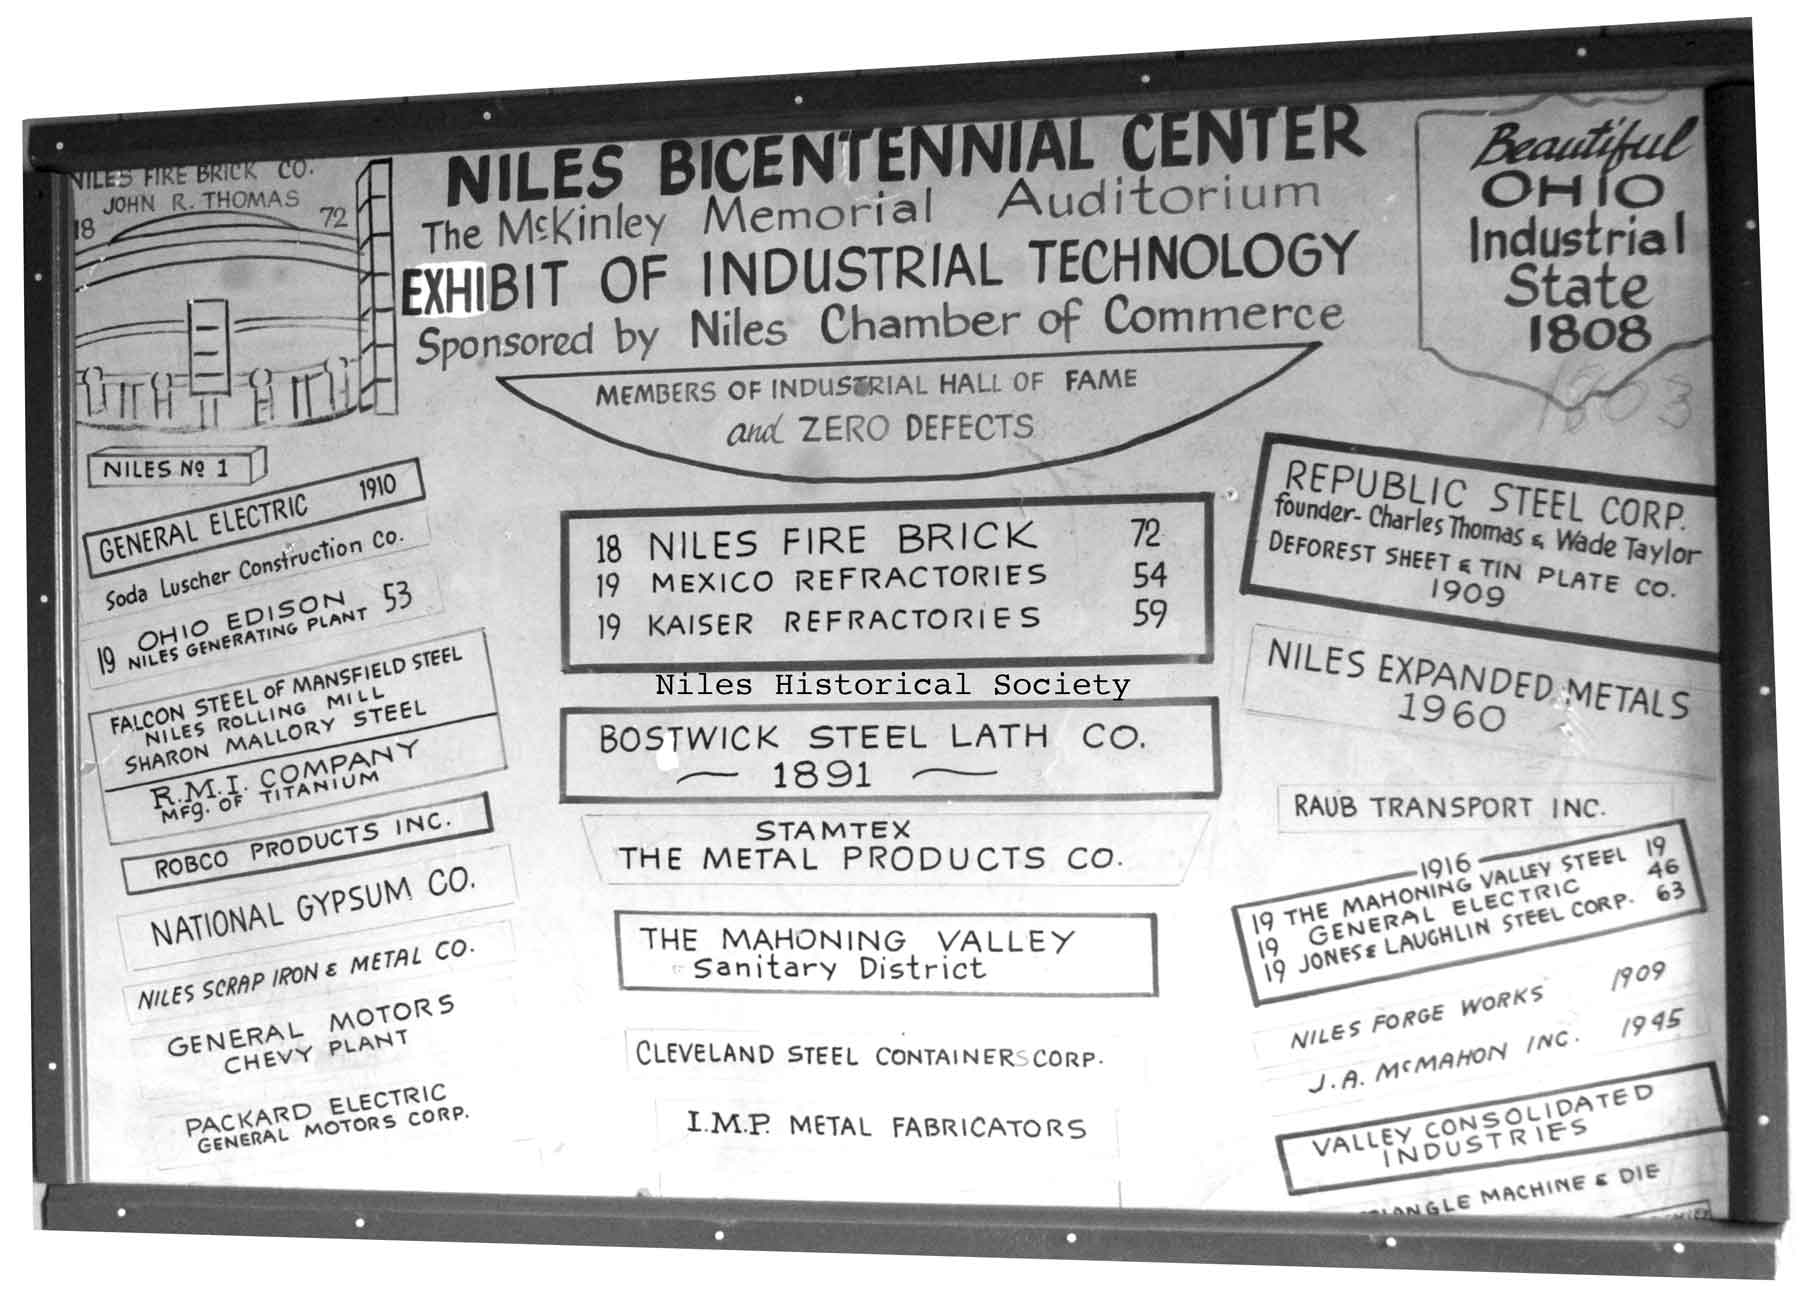 NILES FIRE BRICK CO.
JOHN R. THOMAS
18 72
NILES BICENTENNIAL CENTER
The McKinley Memorial Auditorium
EXHIBIT OF INDUSTRIAL TECHNOLOGY
Sponsored by Niles Chamber of Commerce
MEMBERS OF INDUSTRIAL HALL OF FAME
and ZERO DEFECTS
Beautiful
OHIO
Industrial
State
1808
1803
NILES No 1
GENERAL ELECTRIC 1910
Soda Luscher Construction Co.
19 OHIO EDISON 53
NILES GENERATING PLANT
FALCON STEEL OF MANSFIELD STEEL
NILES ROLLING MILL
SHARON MALLORY STEEL
R.M.I. COMPANY
MFg. OF TITANIUM
ROBCO PRODUCTS INC.
NATIONAL GYPSUM CO.
NILES SCRAP IRON & METAL CO.
GENERAL MOTORS
CHEVY PLANT
PACKARD ELECTRIC
GENERAL MOTORS CORP.
18 NILES FIRE BRICK 72
19 MEXICO REFRACTORIES 54
19 KAISER REFRACTORIES 59
Niles Historical Society
BOSTWICK STEEL LATH CO.
1891
STAMTEX
THE METAL PRODUCTS CO.
THE MAHONING VALLEY
Sanitary District
CLEVELAND STEEL CONTAINERS CORP.
I.M.P. METAL FABRICATORS
REPUBLIC STEEL CORP.
founder- Charles Thomas & Wade Taylor
DEFOREST SHEET & TIN PLATE CO.
1909
NILES EXPANDED METALS
1960
RAUB TRANSPORT INC.
1916
19 THE MAHONING VALLEY STEEL 19
19 GENERAL ELECTRIC 46
19 JONES & LAUGHLIN STEEL CORP. 63
NILES FORGE WORKS 1909
J.A. McMAHON INC. 1945
VALLEY CONSOLIDATED
INDUSTRIES
MACHINE & DIE